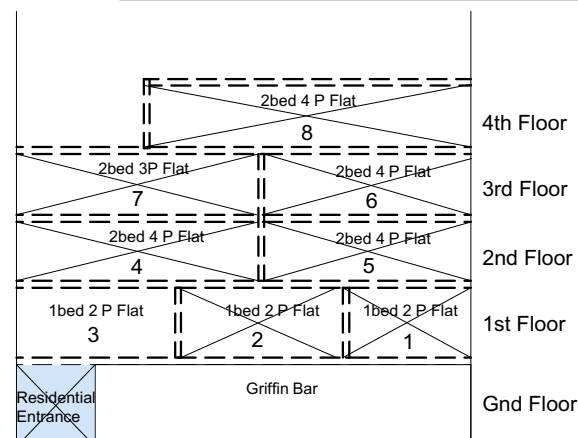 2bed 4 P Flat
8
4th Floor
2bed 3P Flat
7
2bed 4 P Flat
6
3rd Floor
2bed 4 P Flat
4
2bed 4 P Flat
5
2nd Floor
1bed 2 P Flat
3
1bed 2 P Flat
2
1bed 2 P Flat
1
1st Floor
Residential
Entrance
Griffin Bar
Gnd Floor